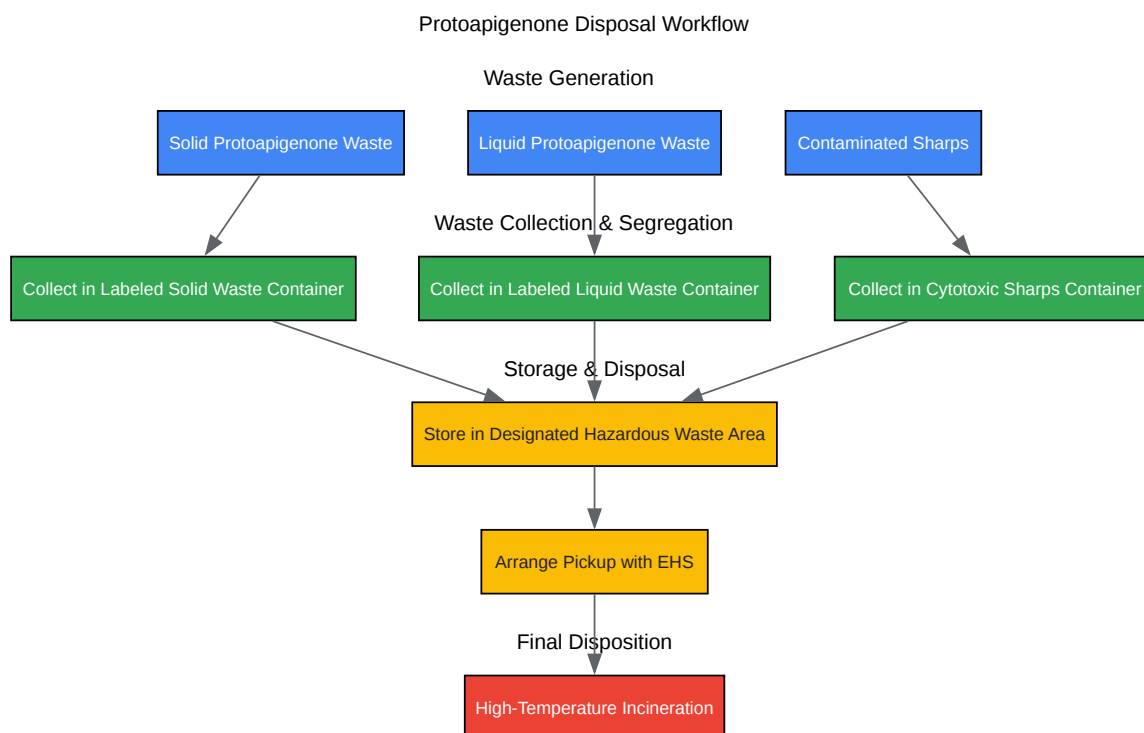 Protoapigenone Disposal Workflow
Waste Generation
Solid Protoapigenone Waste
Liquid Protoapigenone Waste
Contaminated Sharps
Waste Collection & Segregation
Collect in Labeled Solid Waste Container
Collect in Labeled Liquid Waste Container
Collect in Cytotoxic Sharps Container
Storage & Disposal
Store in Designated Hazardous Waste Area
Arrange Pickup with EHS
Final Disposition
High-Temperature Incineration